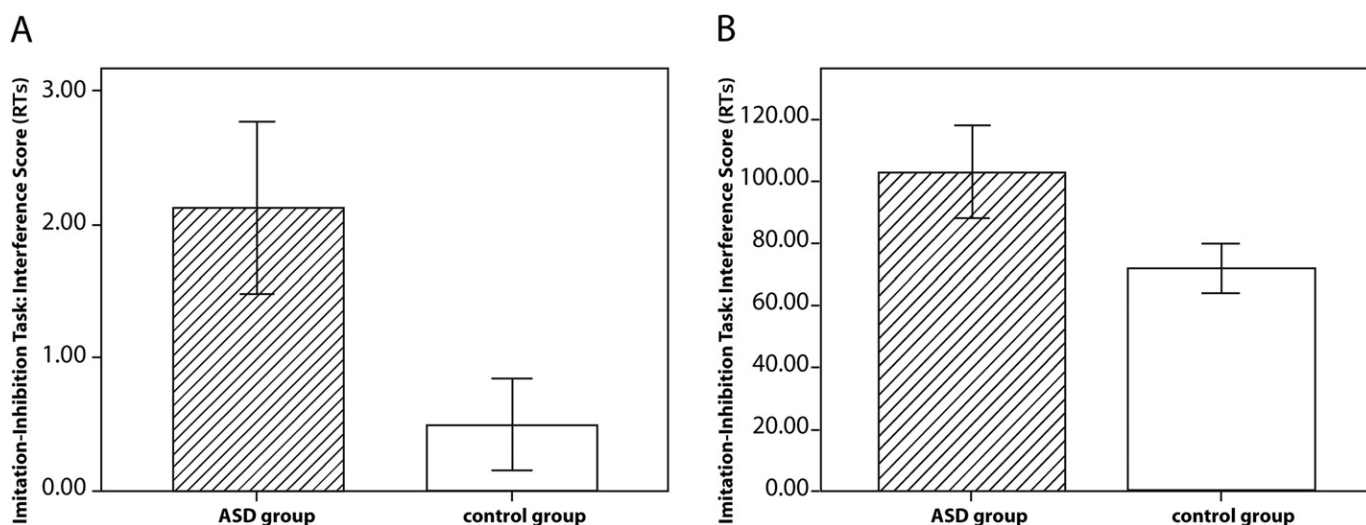 A
Imitation-Inhibition Task: Interference Score (RTs)
3.00
2.00
1.00
0.00
ASD group
control group
B
Imitation-Inhibition Task: Interference Score (RTs)
120.00
100.00
80.00
60.00
40.00
20.00
0.00
ASD group
control group